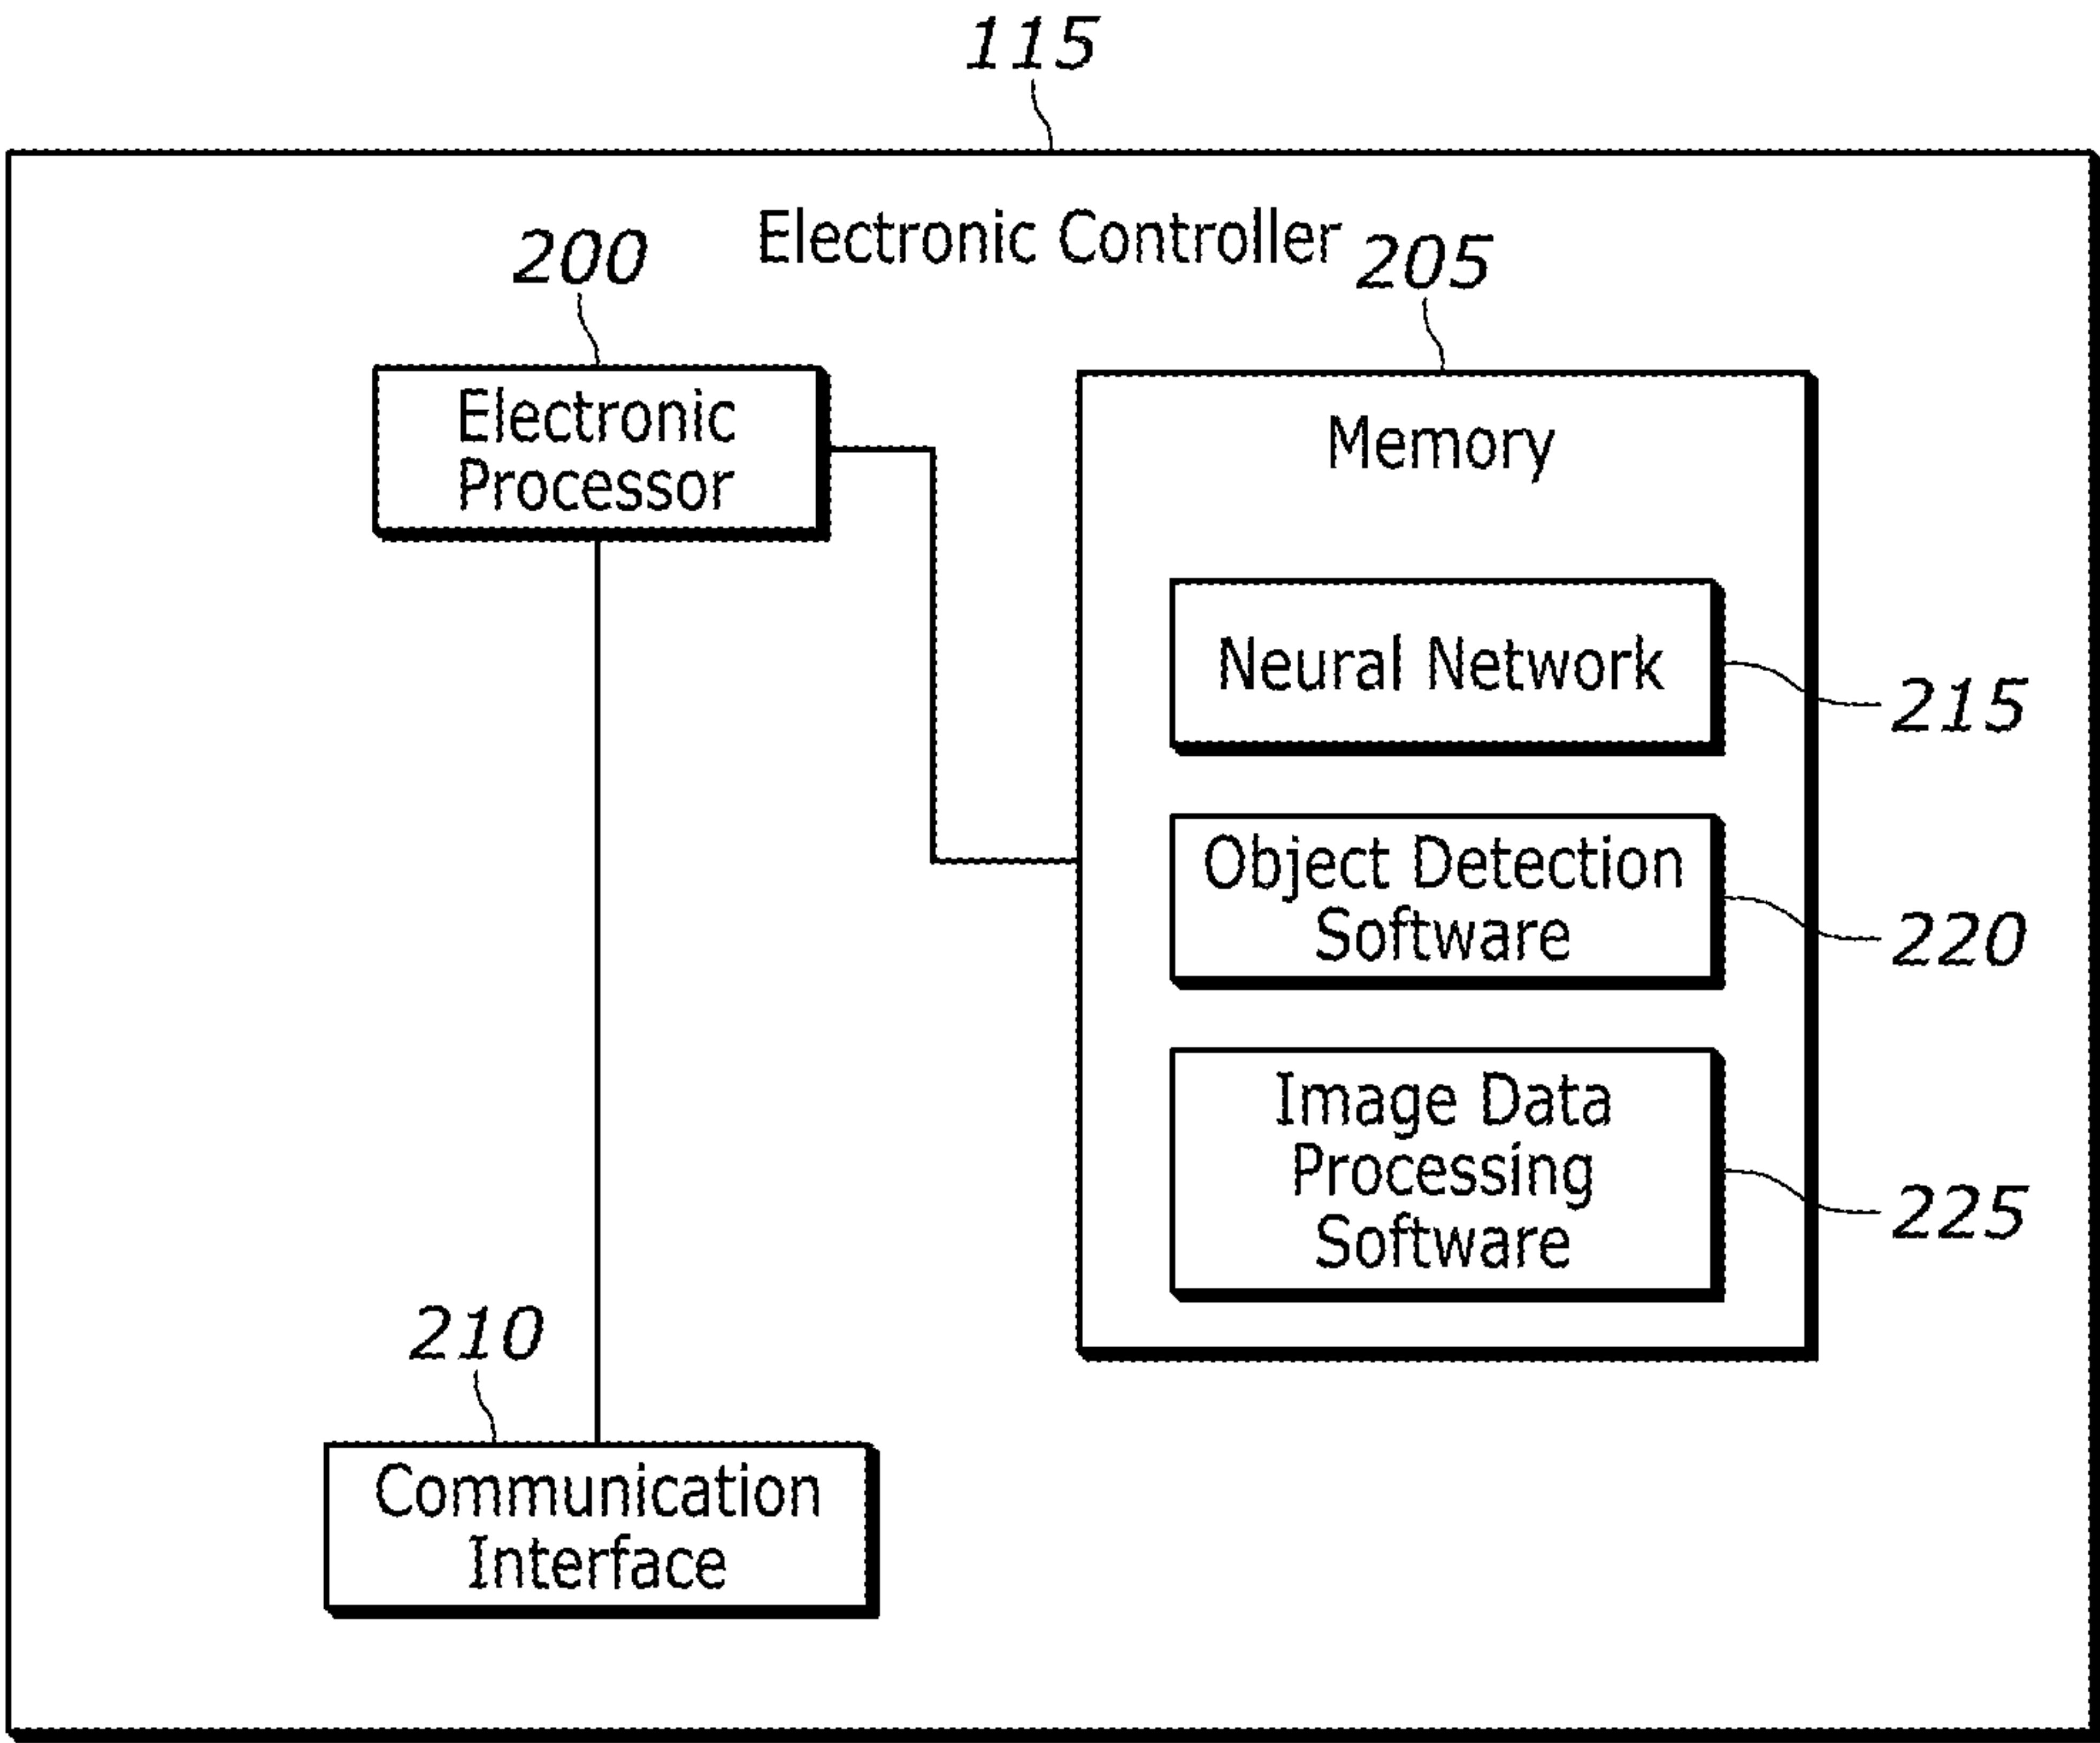 115
Electronic Controller
200
205
Electronic
Processor
Memory
Neural Network
215
Object Detection
Software
220
Image Data
Processing
Software
225
210
Communication
Interface